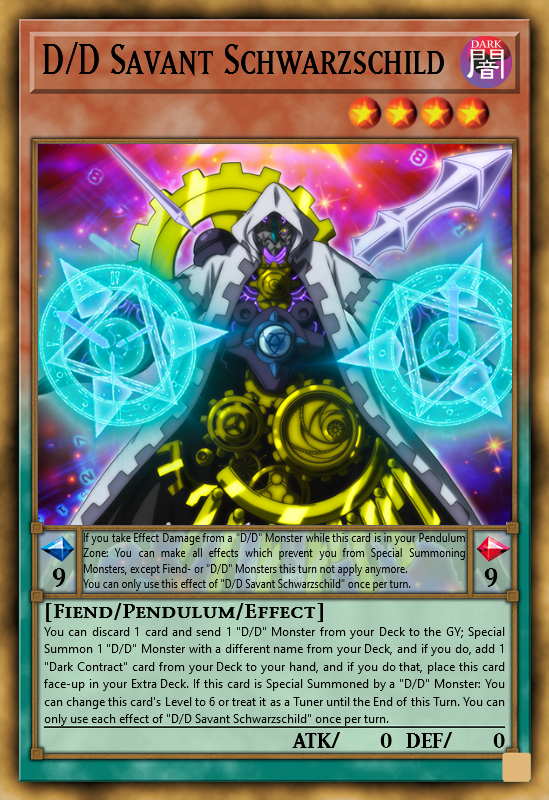 D/D Savant Schwarzschild
DARK
闇
If you take Effect Damage from a "D/D" Monster while this card is in your Pendulum
Zone: You can make all effects which prevent you from Special Summoning
Monsters, except Fiend- or "D/D" Monsters this turn not apply anymore.
You can only use this effect of "D/D Savant Schwarzschild" once per turn.
9
9
[Fiend/Pendulum/Effect]
You can discard 1 card and send 1 "D/D" Monster from your Deck to the GY; Special
Summon 1 "D/D" Monster with a different name from your Deck, and if you do, add 1
"Dark Contract" card from your Deck to your hand, and if you do that, place this card
face-up in your Extra Deck. If this card is Special Summoned by a "D/D" Monster: You
can change this card's Level to 6 or treat it as a Tuner until the End of this Turn. You can
only use each effect of "D/D Savant Schwarzschild" once per turn.
ATK/ 0 DEF/ 0